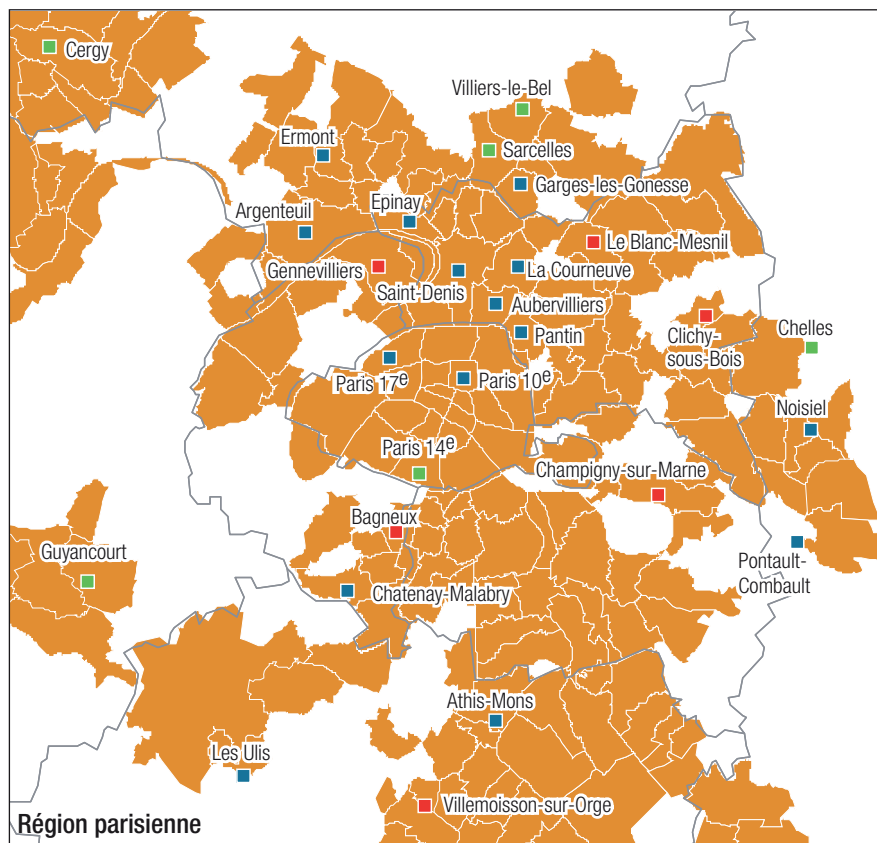 Cergy
Villiers-le-Bel
Ermont
Sarcelles
Garges-les-Gonesse
Argenteuil
Epinay
Le Blanc-Mesnil
Gennevilliers
La Courneuve
Saint-Denis
Aubervilliers
Pantin
Clichy-
sous-Bois
Chelles
Paris 17e
Paris 10e
Noisiel
Paris 14e
Champigny-sur-Marne
Bagneux
Guyancourt
Pontault-
Combault
Chatenay-Malabry
Athis-Mons
Les Ulis
Villemoisson-sur-Orge
Région parisienne